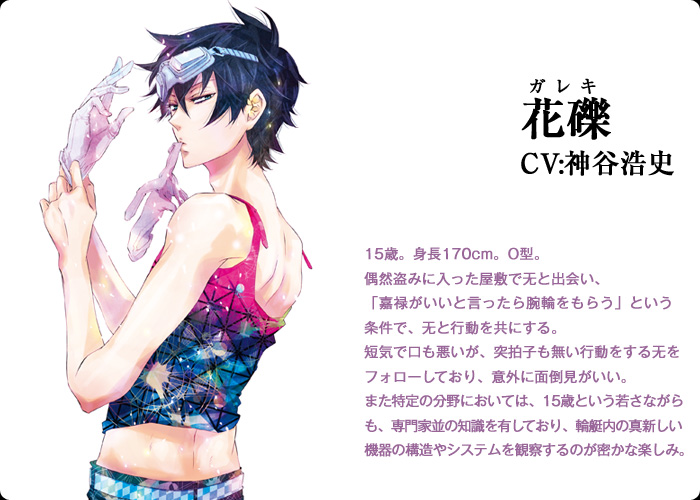 ガレキ
花礫
CV:神谷浩史
15歳。身長170cm。O型。
偶然盗みに入った屋敷で无と出会い、
「嘉禄がいいと言ったら腕輪をもらう」という
条件で、无と行動を共にする。
短気で口も悪いが、突拍子も無い行動をする无を
フォローしており、意外に面倒見がいい。
また特定の分野においては、15歳という若さながら
も、専門家並の知識を有しており、輪艇内の真新しい
機器の構造やシステムを観察するのが密かな楽しみ。